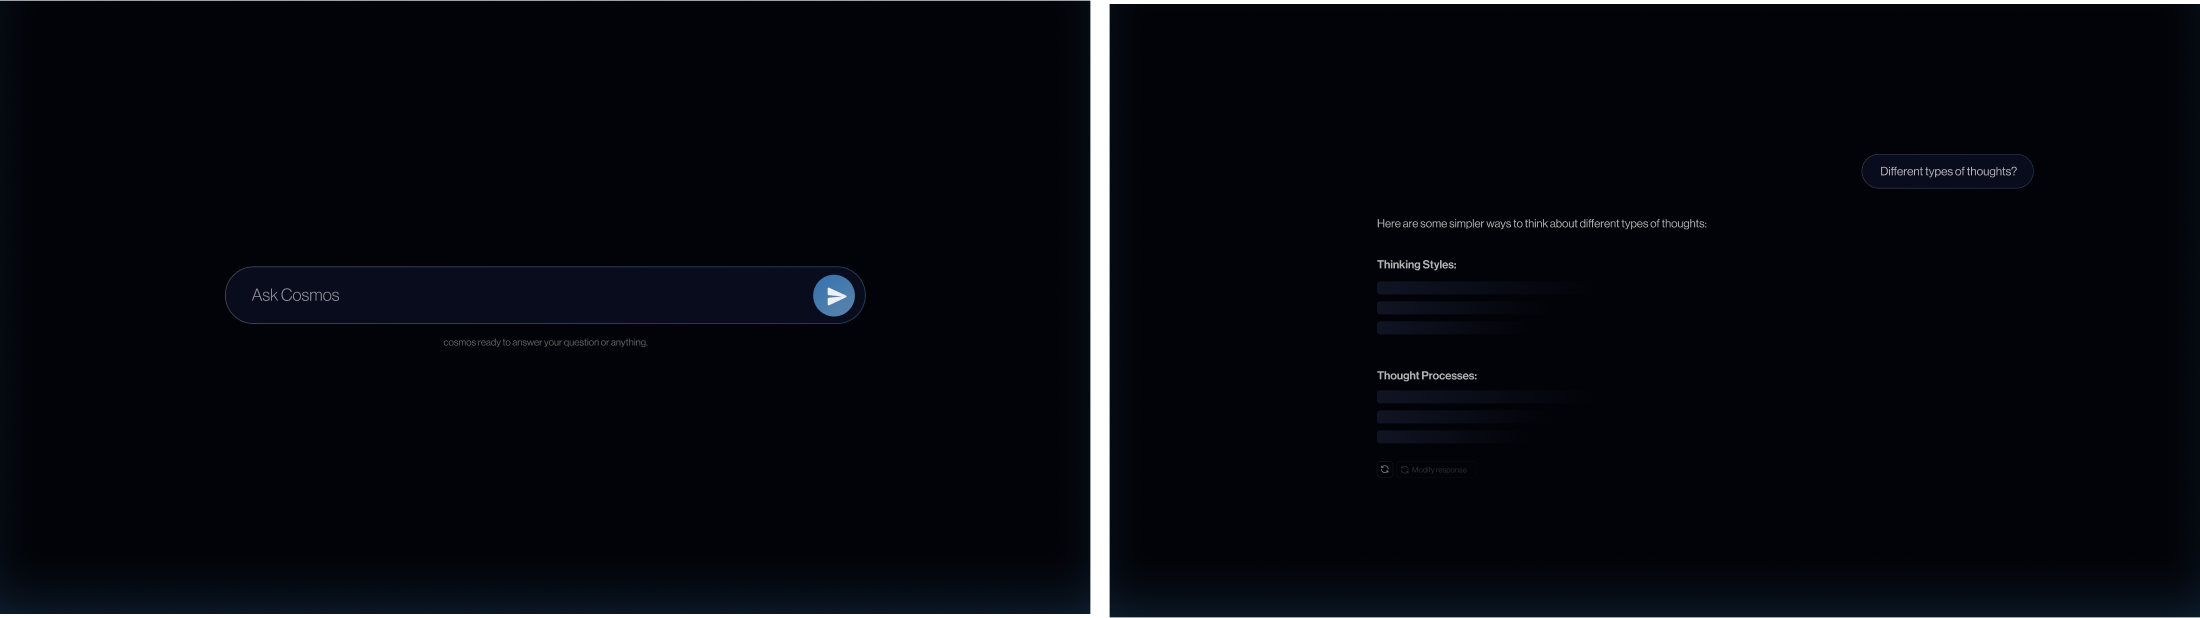 Ask Cosmos
cosmos ready to answer your question or anything.
Different types of thoughts?
Here are some simpler ways to think about different types of thoughts:
Thinking Styles:
Thought Processes:
Modify response